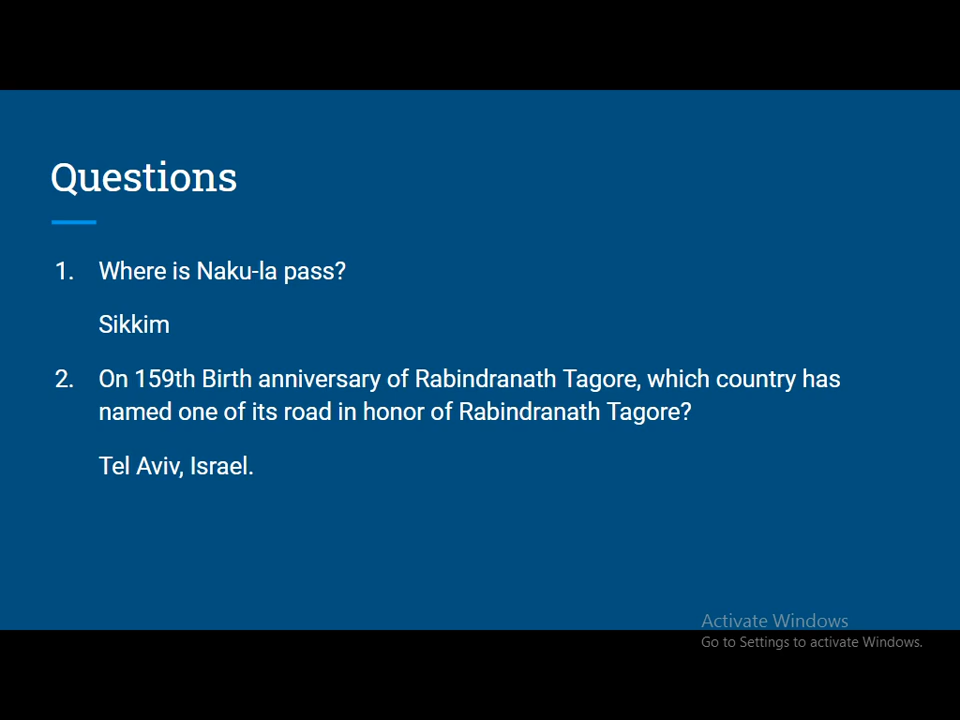 Questions
1. Where is Naku-la pass?
Sikkim
2. On 159th Birth anniversary of Rabindranath Tagore, which country has
named one of its road in honor of Rabindranath Tagore?
Tel Aviv, Israel.
Activate Windows
Go to Settings to activate Windows.